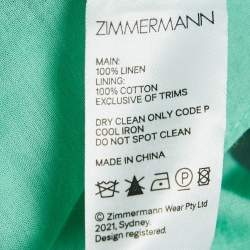 ZIMMERMANN
MAIN:
100% LINEN
LINING:
100% COTTON
EXCLUSIVE OF TRIMS
DRY CLEAN ONLY CODE P
COOL IRON
DO NOT SPOT CLEAN
MADE IN CHINA
P
© Zimmermann Wear Pty Ltd
2021, Sydney.
Design registered.